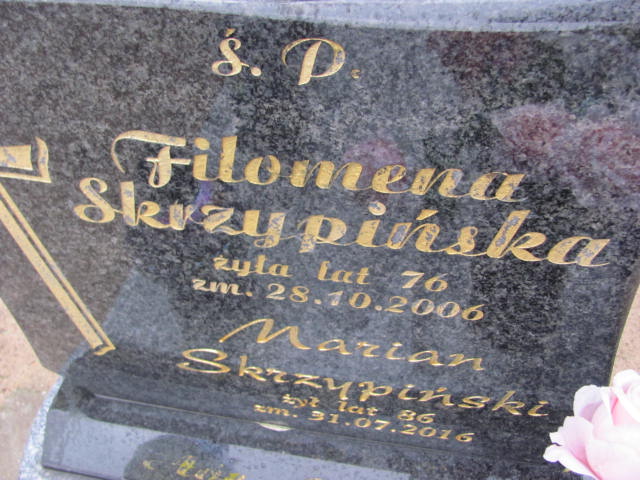 Ś. P.
Filomena
Skrzypińska
żyła lat 76
zm. 28.10.2006
Marian
Skrzypiński
żył lat 86
zm. 31.07.2016